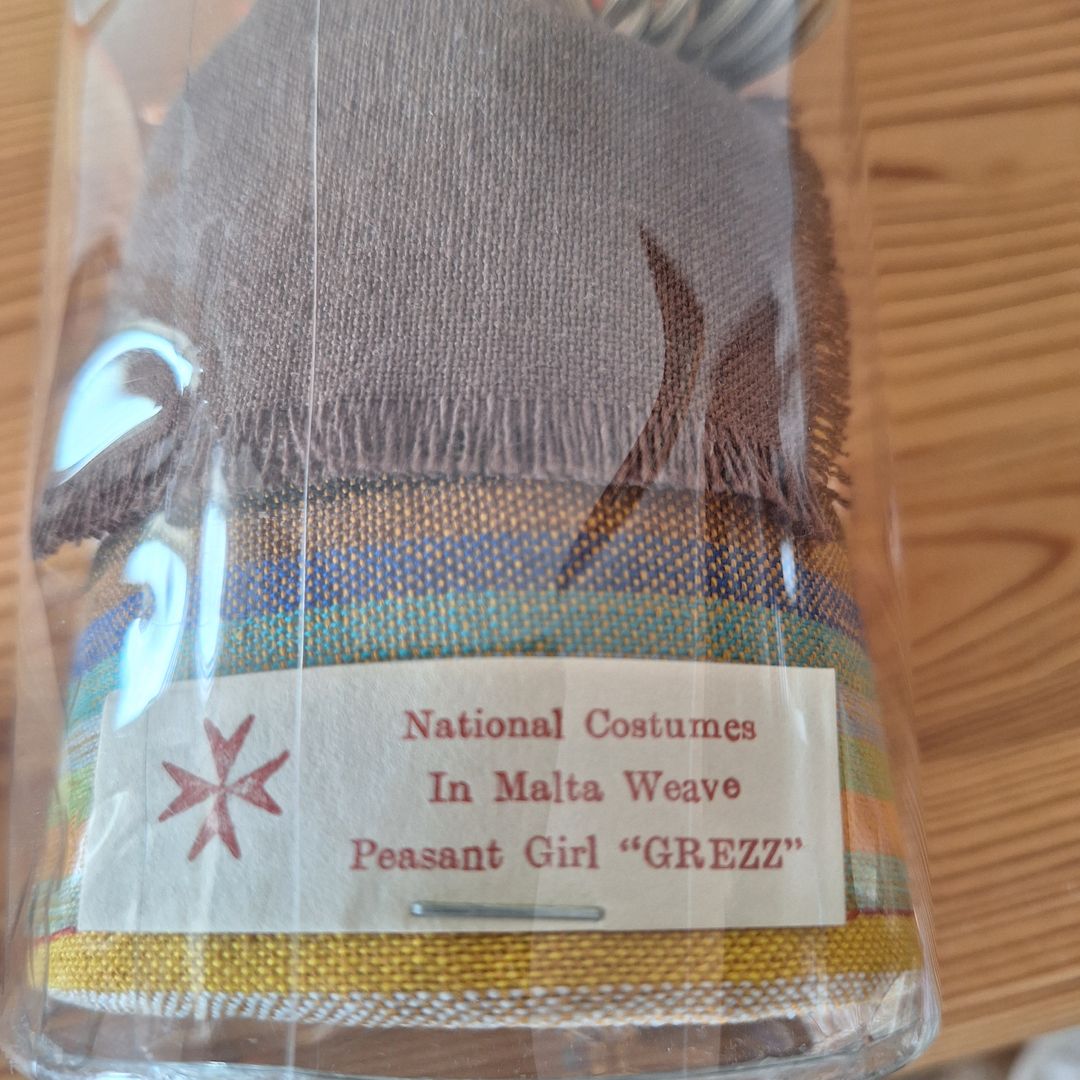 National Costumes
In Malta Weave
Peasant Girl “GREZZ”